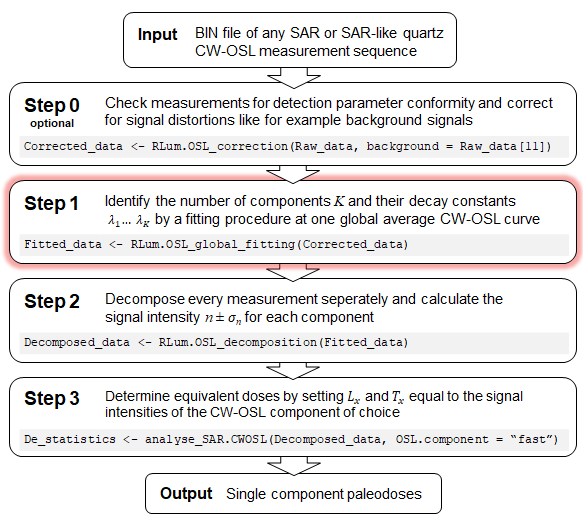 Input BIN file of any SAR or SAR-like quartz
CW-OSL measurement sequence
Step 0 Check measurements for detection parameter conformity and correct
optional for signal distortions like for example background signals
Corrected_data <- RLum.OSL_correction(Raw_data, background = Raw_data[11])
Step 1 Identify the number of components K and their decay constants
λ₁… λ_K by a fitting procedure at one global average CW-OSL curve
Fitted_data <- RLum.OSL_global_fitting(Corrected_data)
Step 2 Decompose every measurement seperately and calculate the
signal intensity n ± σₙ for each component
Decomposed_data <- RLum.OSL_decomposition(Fitted_data)
Step 3 Determine equivalent doses by setting Lₓ and Tₓ equal to the signal
intensities of the CW-OSL component of choice
De_statistics <- analyse_SAR.CWOSL(Decomposed_data, OSL.component = “fast”)
Output Single component paleodoses